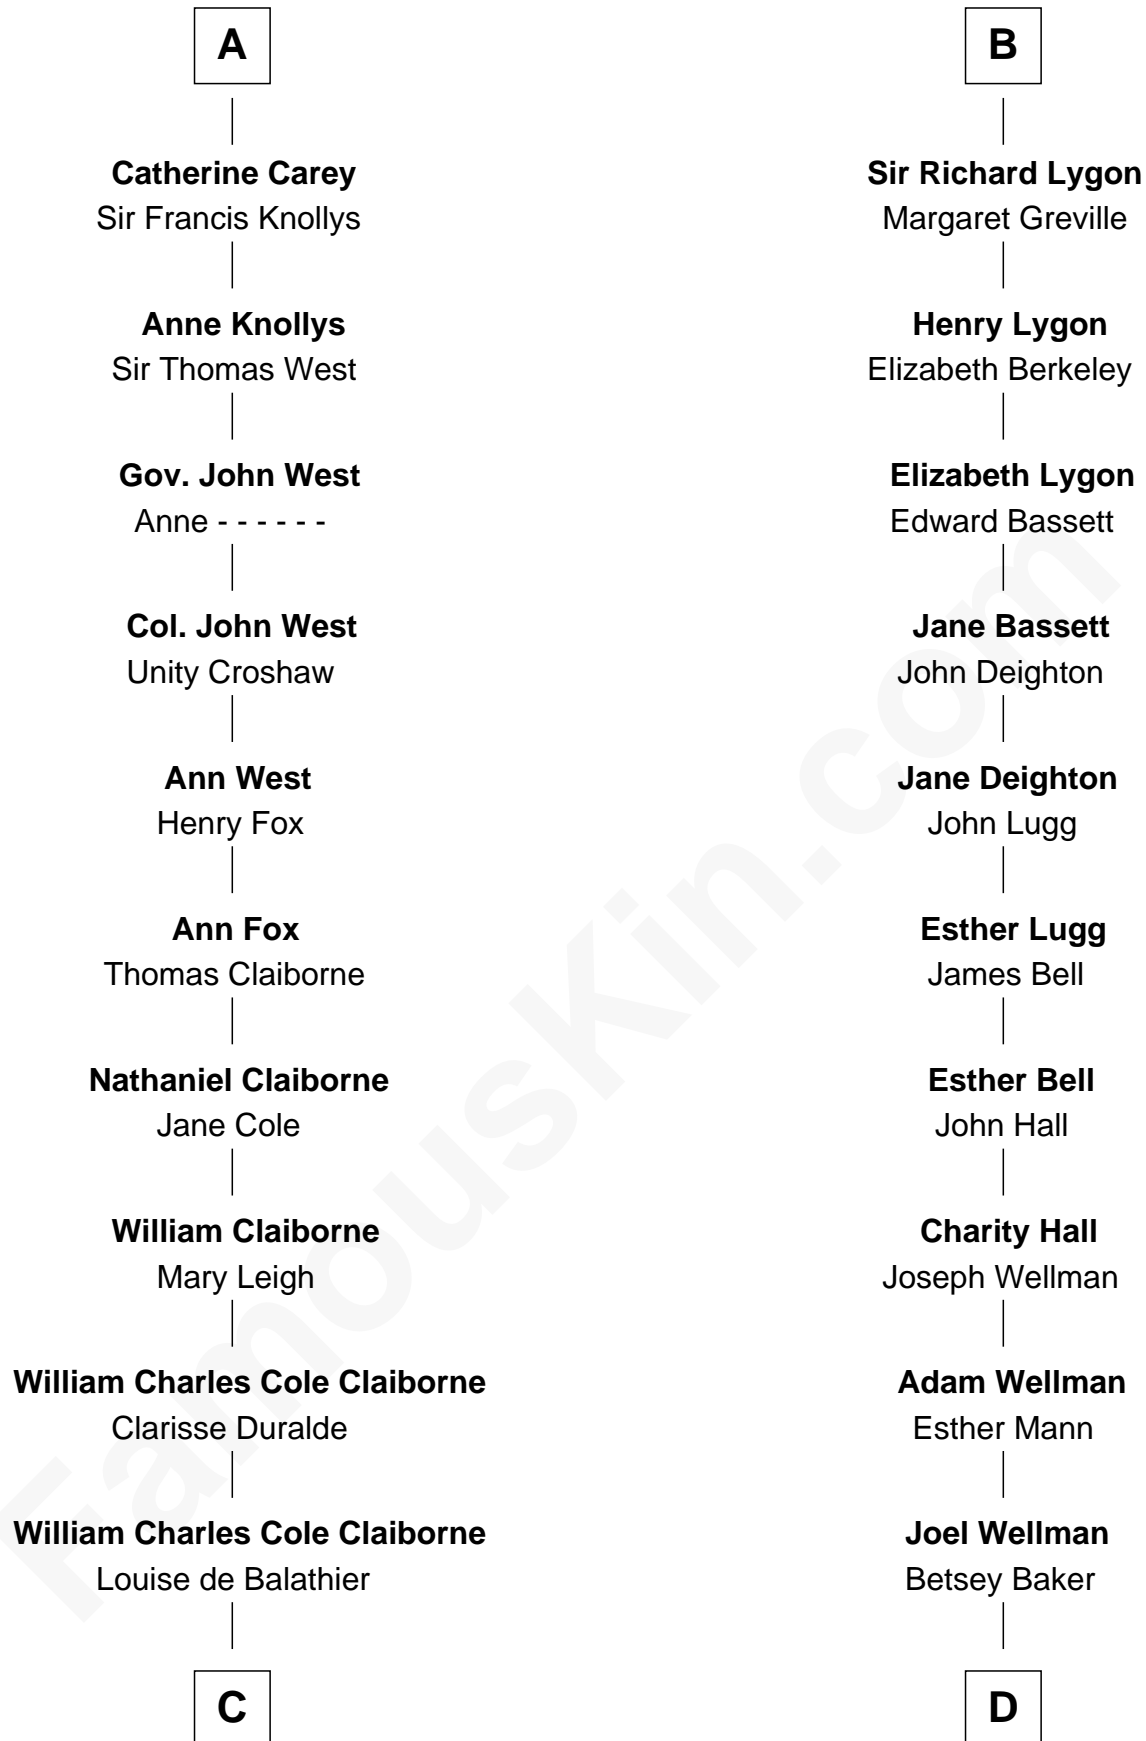 A
Catherine Carey
Sir Francis Knollys
Anne Knollys
Sir Thomas West
Gov. John West
Anne - - - - - -
Col. John West
Unity Croshaw
Ann West
Henry Fox
Ann Fox
Thomas Claiborne
Nathaniel Claiborne
Jane Cole
William Claiborne
Mary Leigh
William Charles Cole Claiborne
Clarisse Duralde
William Charles Cole Claiborne
Louise de Balathier
C
B
Sir Richard Lygon
Margaret Greville
Henry Lygon
Elizabeth Berkeley
Elizabeth Lygon
Edward Bassett
Jane Bassett
John Deighton
Jane Deighton
John Lugg
Esther Lugg
James Bell
Esther Bell
John Hall
Charity Hall
Joseph Wellman
Adam Wellman
Esther Mann
Joel Wellman
Betsey Baker
D
FamousKin.com